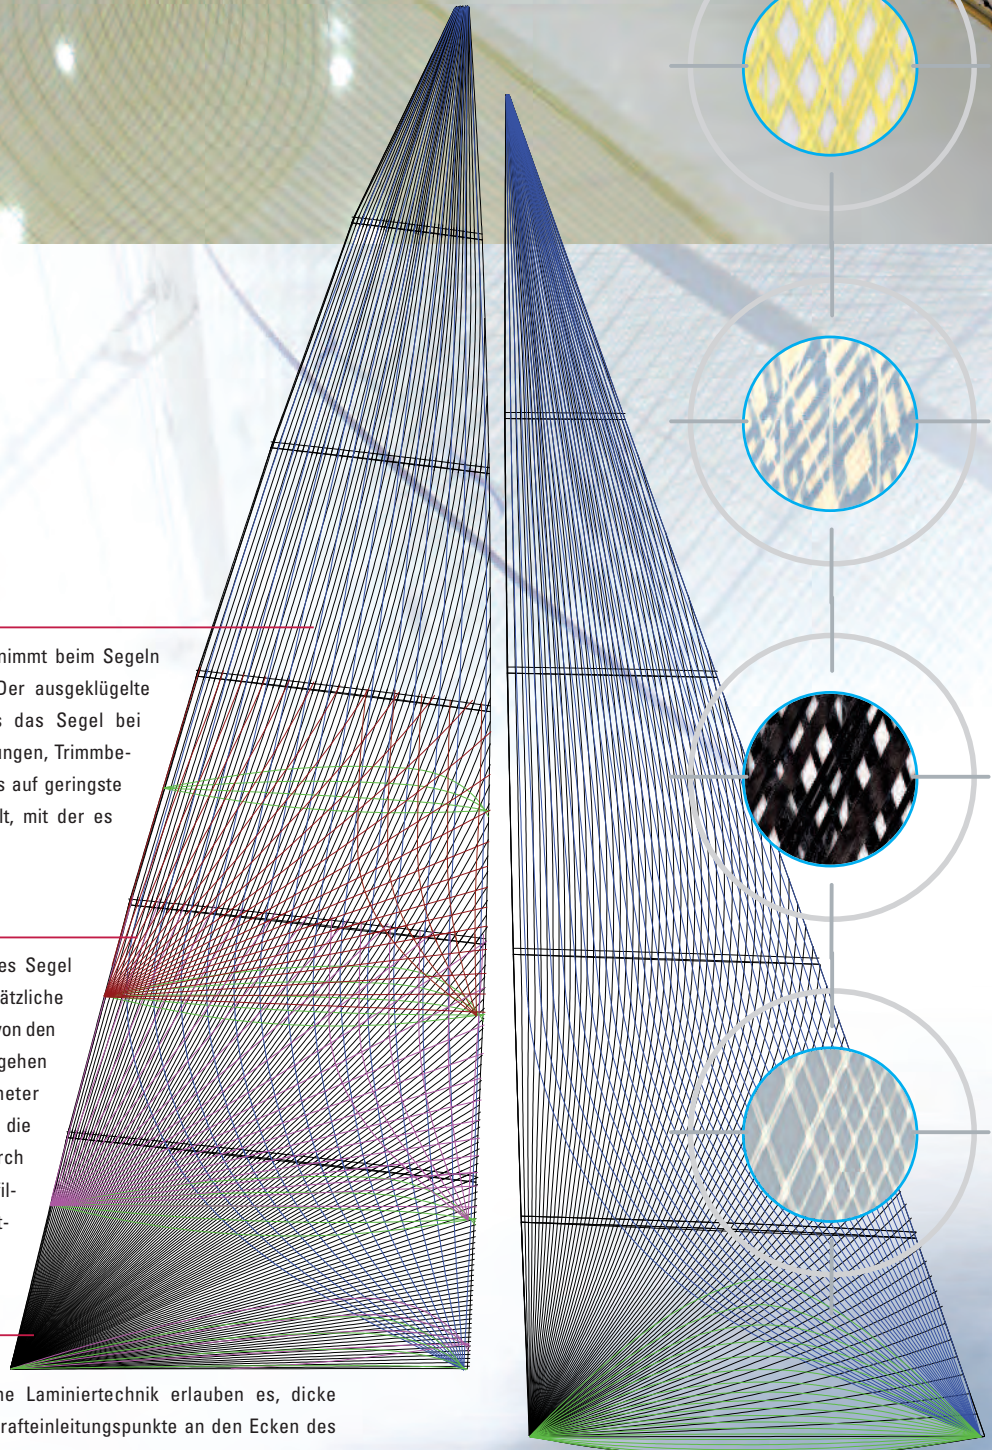 nimmt beim Segeln
Der ausgeklügelte
das Segel bei
ungen, Trimmbe-
s auf geringste
lt, mit der es
es Segel
ätzliche
von den
gehen
meter
die
rch
il-
t-
ne Laminiertechnik erlauben es, dicke
rafteinleitungspunkte an den Ecken des